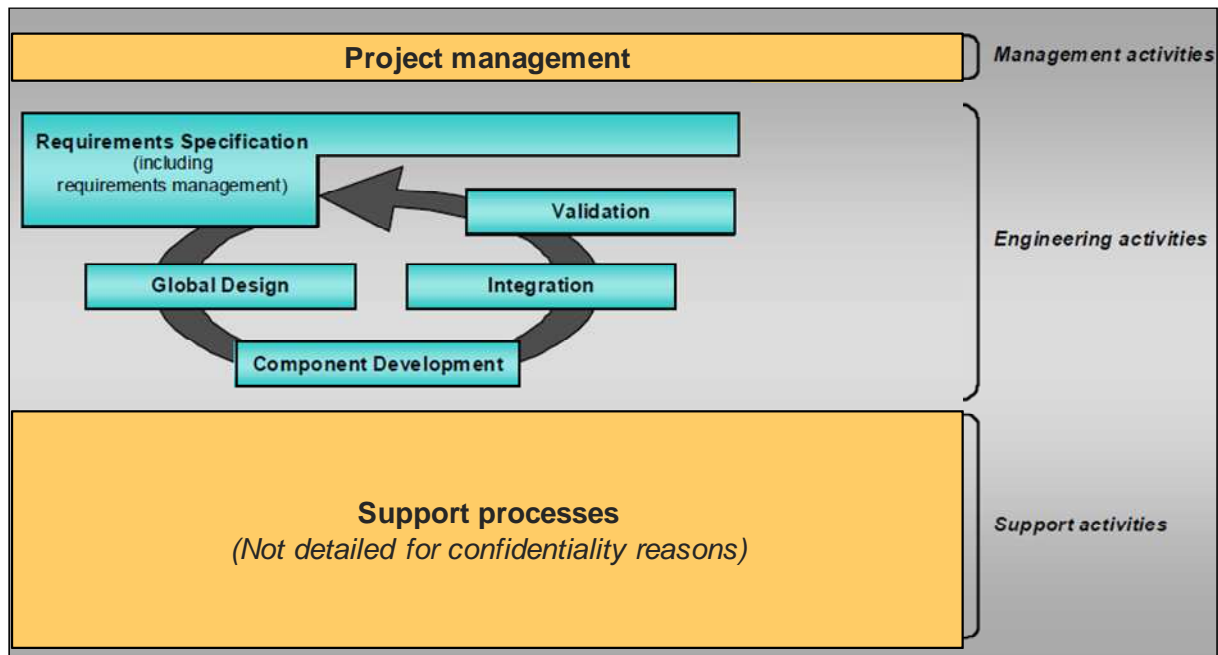 Project management
Management activities
Requirements Specification
(including
requirements management)
Validation
Engineering activities
Global Design
Integration
Component Development
Support processes
(Not detailed for confidentiality reasons)
Support activities